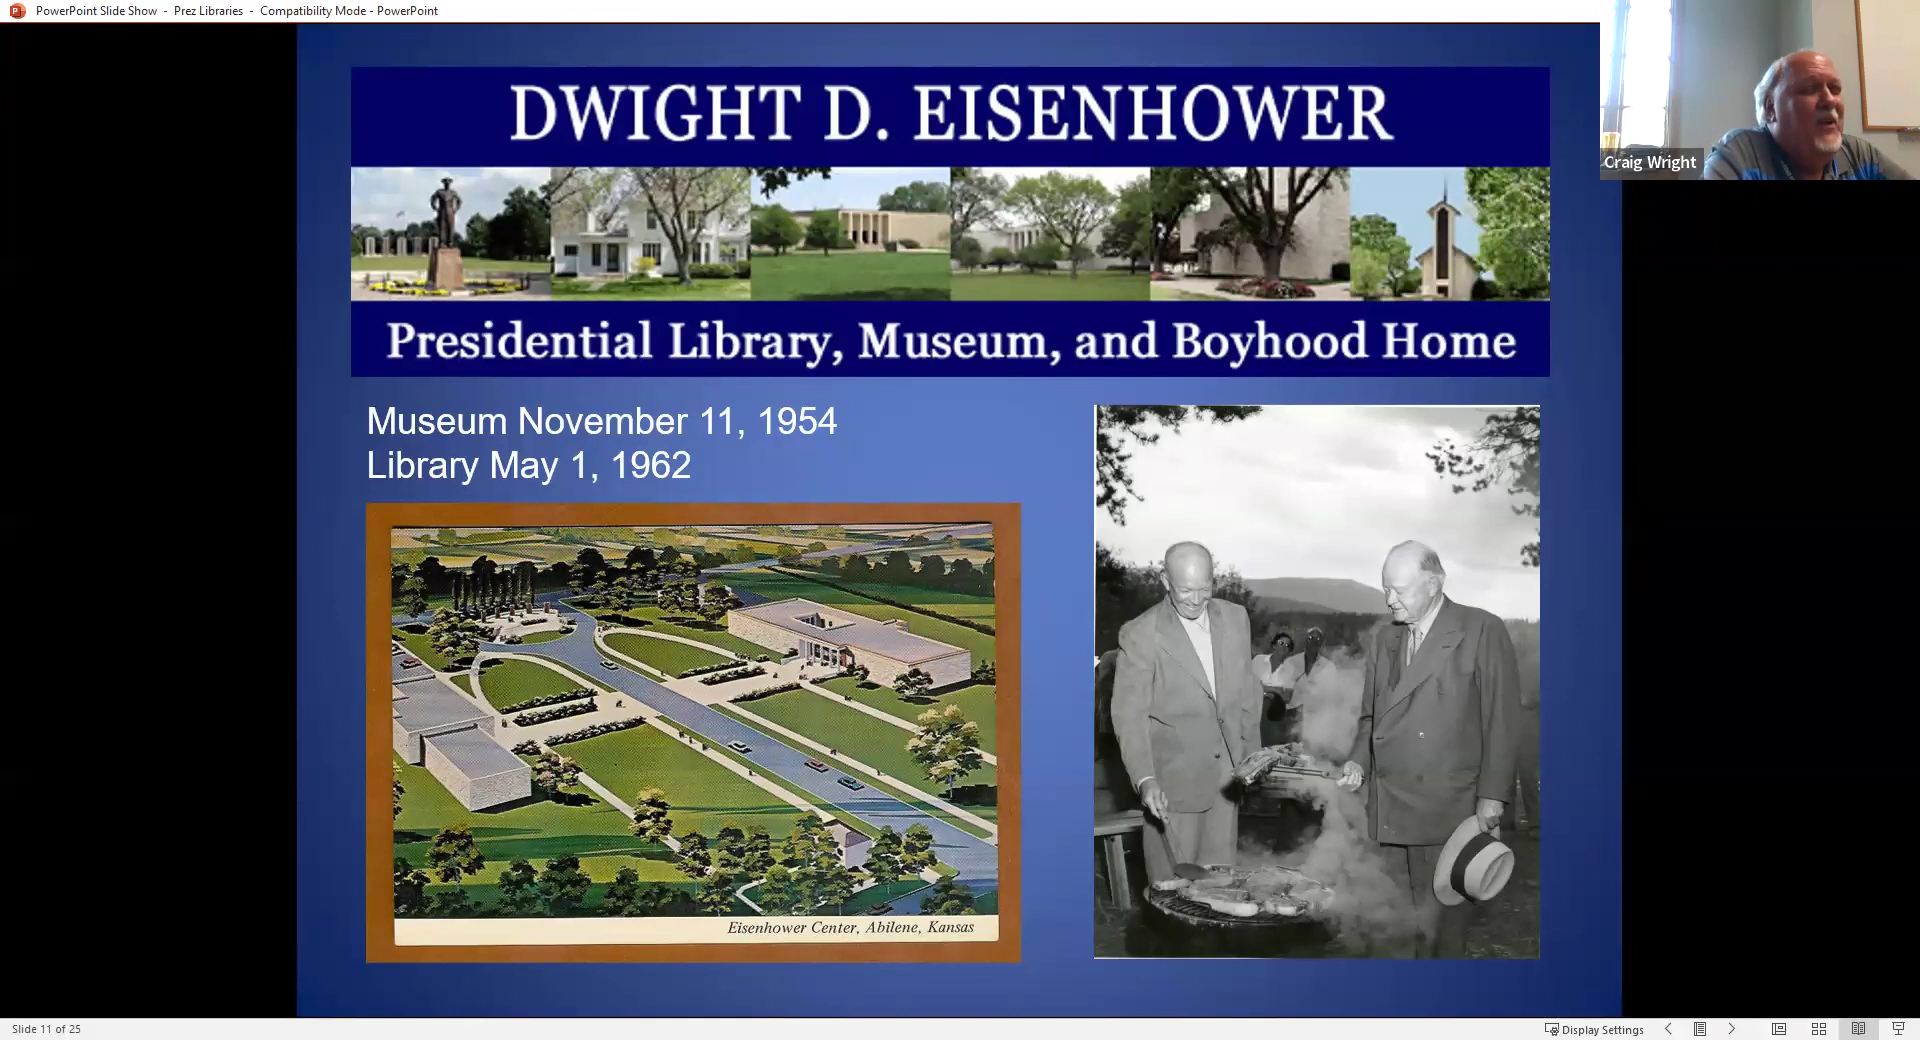 PowerPoint Slide Show - Prez Libraries - Compatibility Mode - PowerPoint
Craig Wright
DWIGHT D. EISENHOWER
Presidential Library, Museum, and Boyhood Home
Museum November 11, 1954
Library May 1, 1962
Eisenhower Center, Abilene, Kansas
Slide 11 of 25
Display Settings